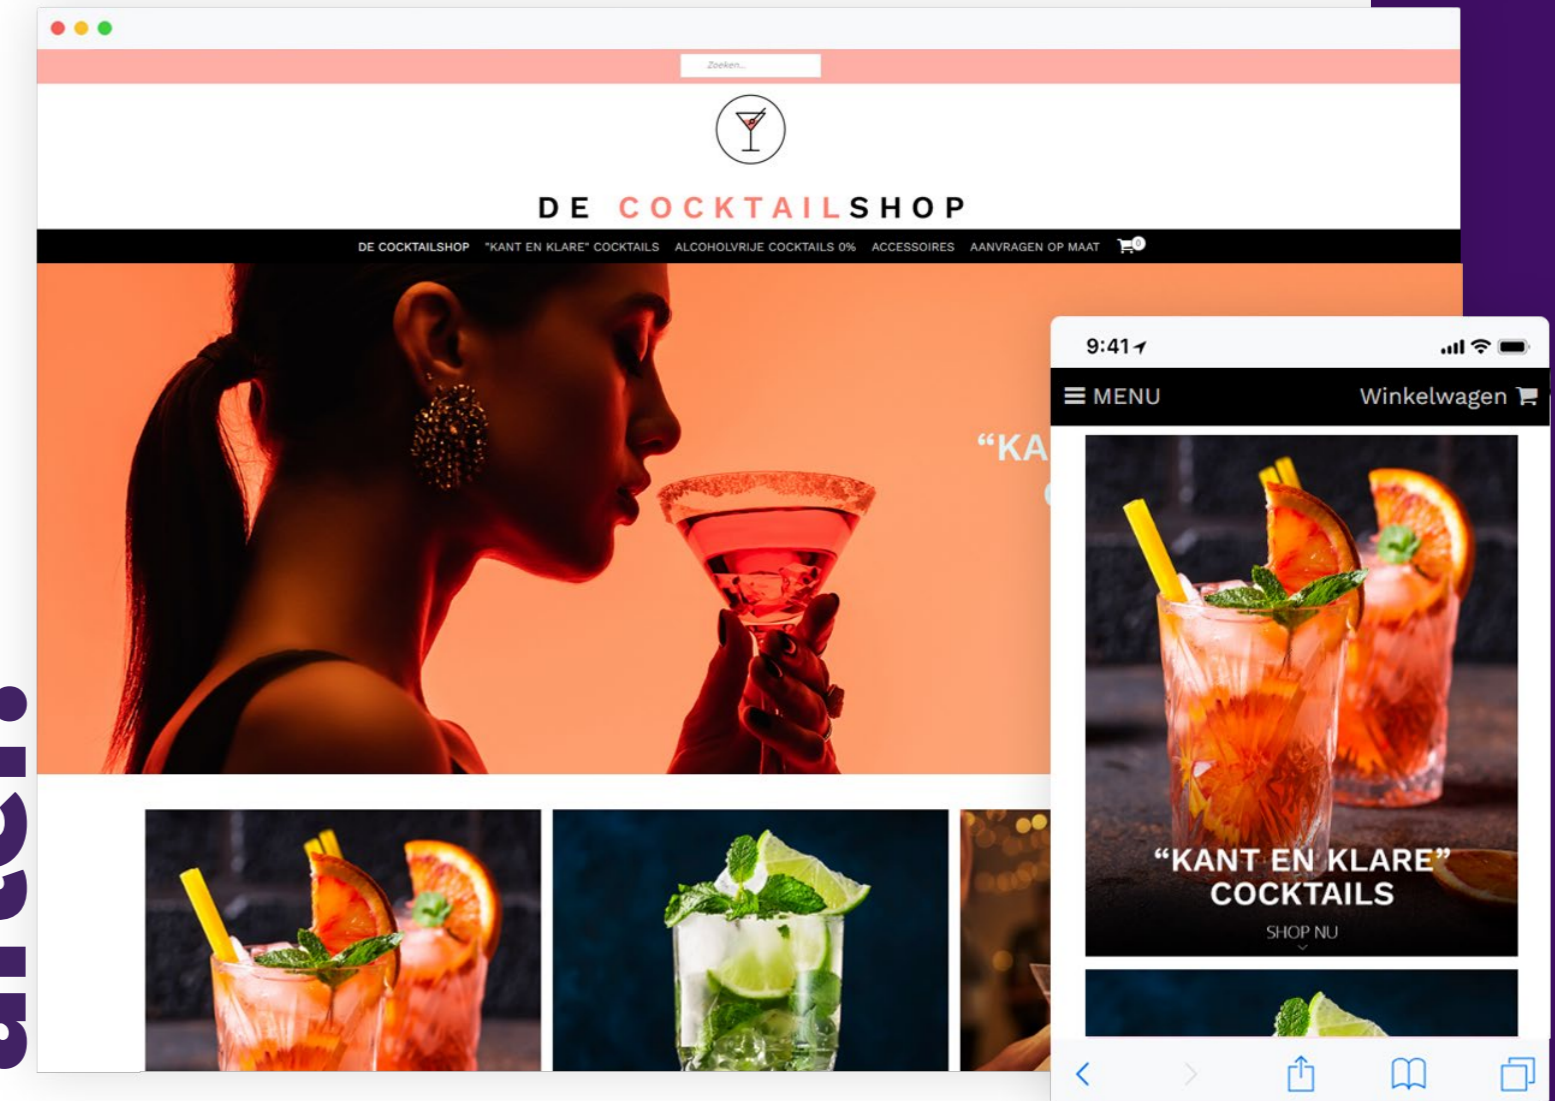 Zoeken...
DE COCKTAILSHOP
DE COCKTAILSHOP "KANT EN KLARE" COCKTAILS ALCOHOLVRIJE COCKTAILS 0% ACCESSOIRES AANVRAGEN OP MAAT 0
“KA
9:41
MENU Winkelwagen
“KANT EN KLARE”
COCKTAILS
SHOP NU